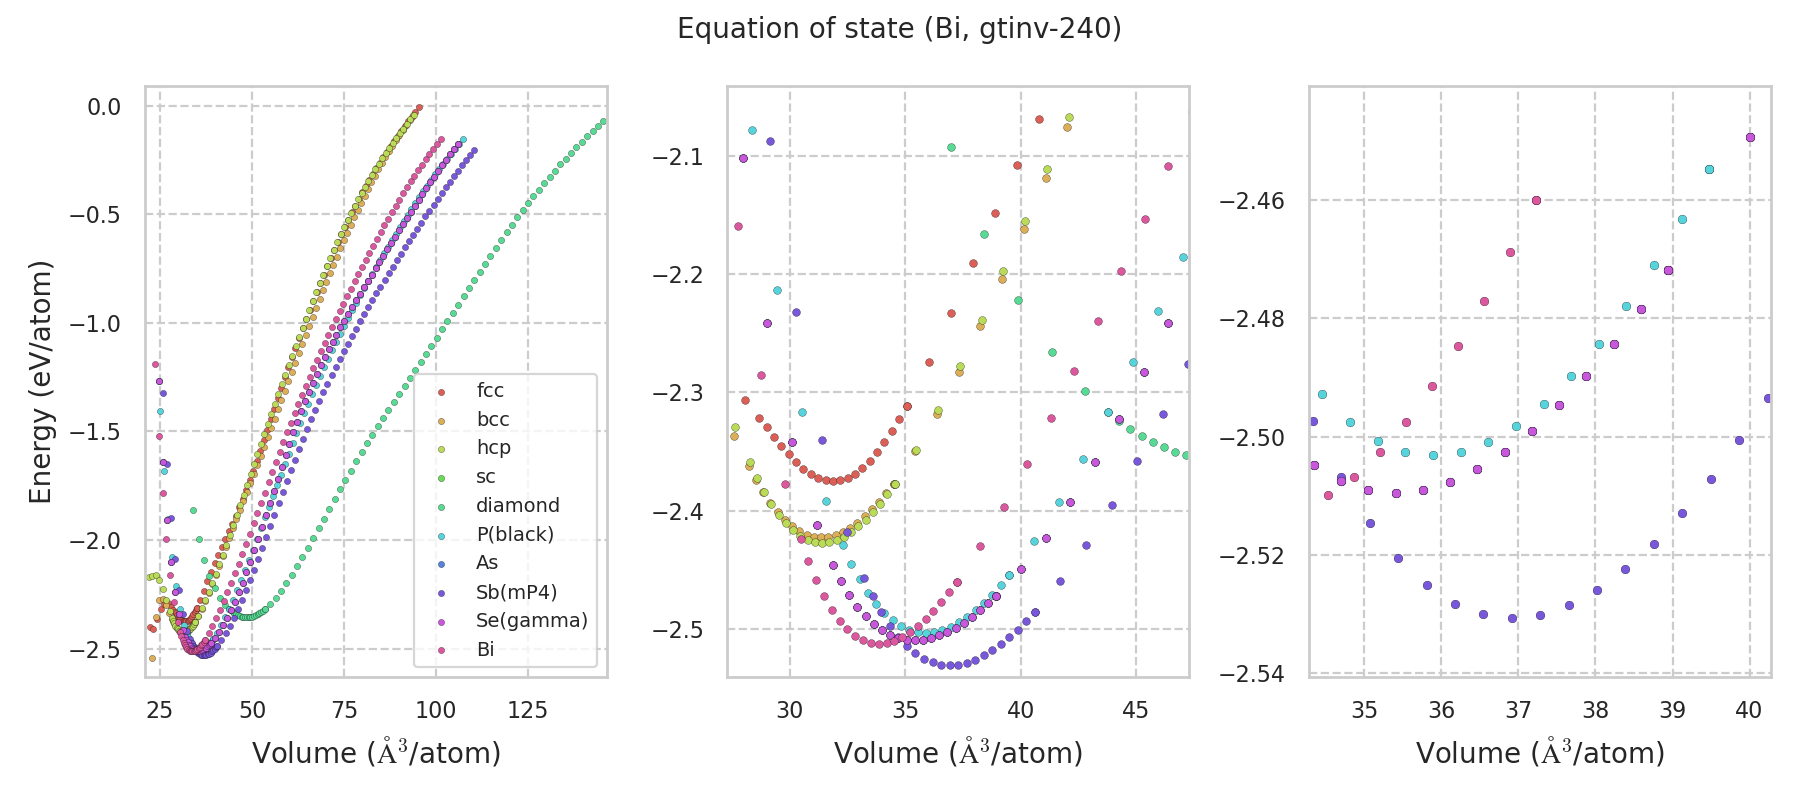 Equation of state (Bi, gtinv-240)
Energy (eV/atom)
0.0
−0.5
−1.0
−1.5
−2.0
−2.5
25 50 75 100 125
Volume (Å³/atom)
fcc
bcc
hcp
sc
diamond
P(black)
As
Sb(mP4)
Se(gamma)
Bi
−2.1
−2.2
−2.3
−2.4
−2.5
30 35 40 45
Volume (Å³/atom)
−2.46
−2.48
−2.50
−2.52
−2.54
35 36 37 38 39 40
Volume (Å³/atom)